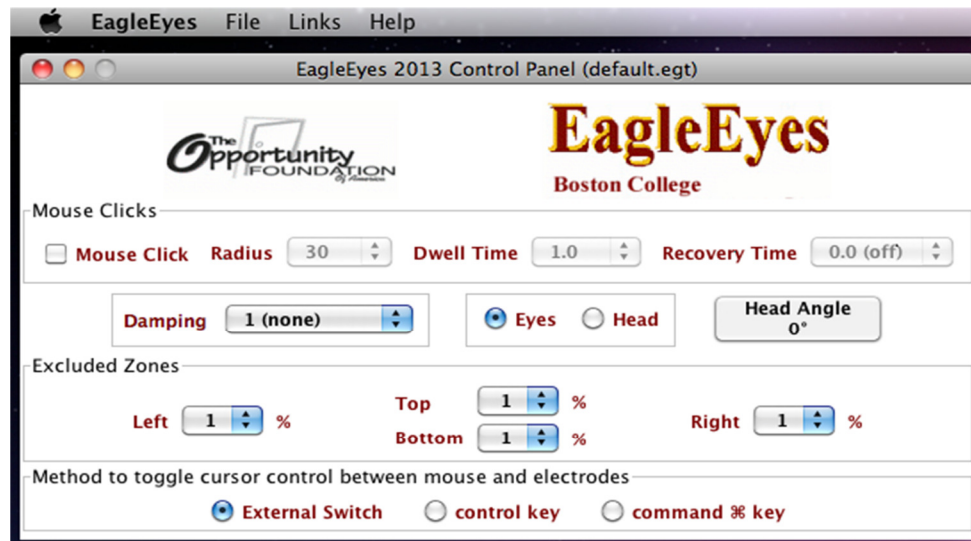 EagleEyes File Links Help
EagleEyes 2013 Control Panel (default.egt)
The
Opportunity
FOUNDATION
Of America
EagleEyes
Boston College
Mouse Clicks
Mouse Click Radius 30 Dwell Time 1.0 Recovery Time 0.0 (off)
Damping 1 (none) Eyes Head Head Angle
0°
Excluded Zones
Top 1 %
Left 1 % Right 1 %
Bottom 1 %
Method to toggle cursor control between mouse and electrodes
External Switch control key command ⌘ key